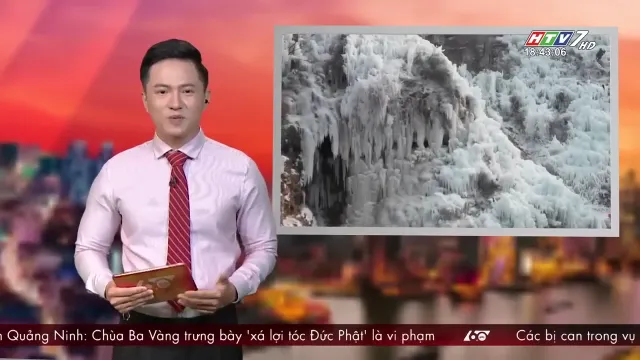 HTV7 HD
18:43:06
n Quảng Ninh: Chùa Ba Vàng trưng bày 'xá lợi tóc Đức Phật' là vi phạm 60 Các bị can trong vụ